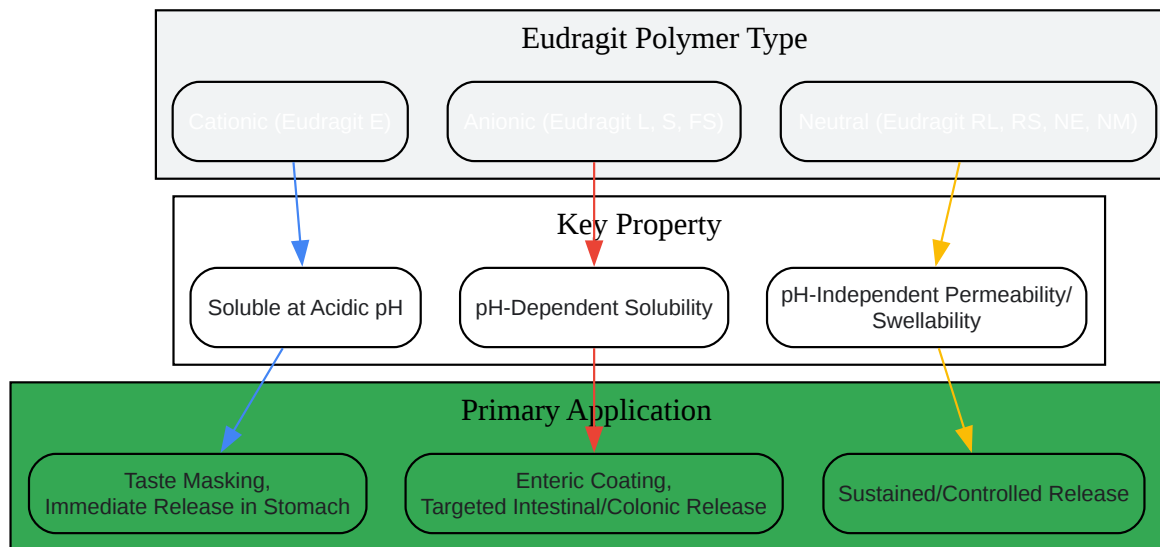 Eudragit Polymer Type
Cationic (Eudragit E)
Anionic (Eudragit L, S, FS)
Neutral (Eudragit RL, RS, NE, NM)
Key Property
Soluble at Acidic pH
pH-Dependent Solubility
pH-Independent Permeability/
Swellability
Primary Application
Taste Masking,
Immediate Release in Stomach
Enteric Coating,
Targeted Intestinal/Colonic Release
Sustained/Controlled Release